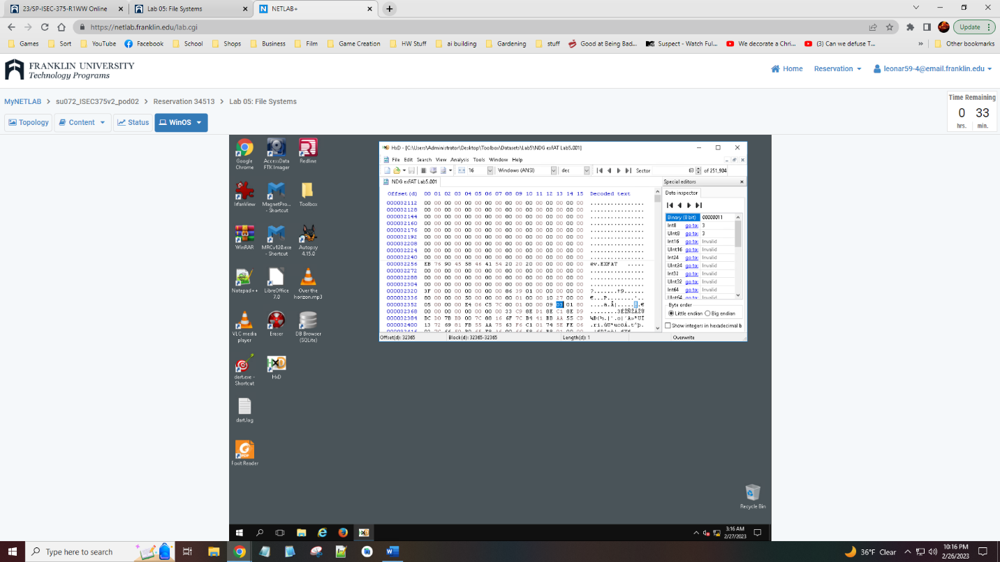 23/SP-ISEC-375-R1WW Online
Lab 05: File Systems
NETLAB+
https://netlab.franklin.edu/lab.cgi
Update
Games
Sort
YouTube
Facebook
School
Shops
Business
Film
Game Creation
HW Stuff
ai building
Gardening
stuff
Good at Being Bad...
Suspect - Watch Ful...
We decorate a Chri...
(3) Can we defuse T...
»
Other bookmarks
FRANKLIN UNIVERSITY
Technology Programs
Home
Reservation
leonar59-4@email.franklin.edu
MyNETLAB > su072_ISEC375v2_pod02 > Reservation 34513 > Lab 05: File Systems
Time Remaining
0 33
hrs. min.
Topology
Content
Status
WinOS
Google Chrome
AccessData FTK Imager
Redline
IrfanView
MagnetPro... - Shortcut
Toolbox
WinRAR
MRCv120.exe - Shortcut
Autopsy 4.15.0
Notepad++
LibreOffice 7.0
Over the horizon.mp3
VLC media player
Eraser
DB Browser (SQLite)
dart.exe - Shortcut
HxD
dart.log
Foxit Reader
Recycle Bin
HxD - [C:\Users\Administrator\Desktop\Toolbox\Datasets\Lab5\NDG exFAT Lab5.001]
File Edit Search View Analysis Tools Window Help
16
Windows (ANSI)
dec
Sector
63
of 251,904
NDG exFAT Lab5.001
Offset(d) 00 01 02 03 04 05 06 07 08 09 10 11 12 13 14 15 Decoded text
000032112 00 00 00 00 00 00 00 00 00 00 00 00 00 00 00 00 ................
000032128 00 00 00 00 00 00 00 00 00 00 00 00 00 00 00 00 ................
000032144 00 00 00 00 00 00 00 00 00 00 00 00 00 00 00 00 ................
000032160 00 00 00 00 00 00 00 00 00 00 00 00 00 00 00 00 ................
000032176 00 00 00 00 00 00 00 00 00 00 00 00 00 00 00 00 ................
000032192 00 00 00 00 00 00 00 00 00 00 00 00 00 00 00 00 ................
000032208 00 00 00 00 00 00 00 00 00 00 00 00 00 00 00 00 ................
000032224 00 00 00 00 00 00 00 00 00 00 00 00 00 00 00 00 ................
000032240 00 00 00 00 00 00 00 00 00 00 00 00 00 00 00 00 ................
000032256 EB 76 90 45 58 46 41 54 20 20 20 00 00 00 00 00 ëv.EXFAT   .....
000032272 00 00 00 00 00 00 00 00 00 00 00 00 00 00 00 00 ................
000032288 00 00 00 00 00 00 00 00 00 00 00 00 00 00 00 00 ................
000032304 00 00 00 00 00 00 00 00 00 00 00 00 00 00 00 00 ................
000032320 3F 00 00 00 00 00 00 00 86 39 01 00 00 00 00 00 ?.......†9......
000032336 80 00 00 00 50 00 00 00 00 01 00 00 10 27 00 00 €...P........'..
000032352 05 00 00 00 E4 06 C5 7C 00 01 00 00 09 03 01 80 ....ä.Å|.......€
000032368 00 00 00 00 00 00 00 00 33 C9 8E D1 8E C1 8E D9 ........3ÉŽÑŽÁŽÙ
000032384 BC D0 7B BD 00 7C 88 16 6F 7C B4 41 BB AA 55 CD
000032400 13 72 69 81 FB 55 AA 75 63 F6 C1 01 74 5E FE 06
Special editors
Data inspector
Binary (8 bit) 00000011
Int8 go to: 3
UInt8 go to: 3
Int16 go to: Invalid
UInt16 go to: Invalid
Int24 go to: Invalid
UInt24 go to: Invalid
Int32 go to: Invalid
UInt32 go to: Invalid
Int64 go to: Invalid
UInt64 go to: Invalid
Byte order
Little endian
Big endian
Show integers in hexadecimal b
Offset(d): 32365
Block(d): 32365-32365
Length(d): 1
Overwrite
3:16 AM
2/27/2023
Type here to search
36°F Clear
10:16 PM
2/26/2023